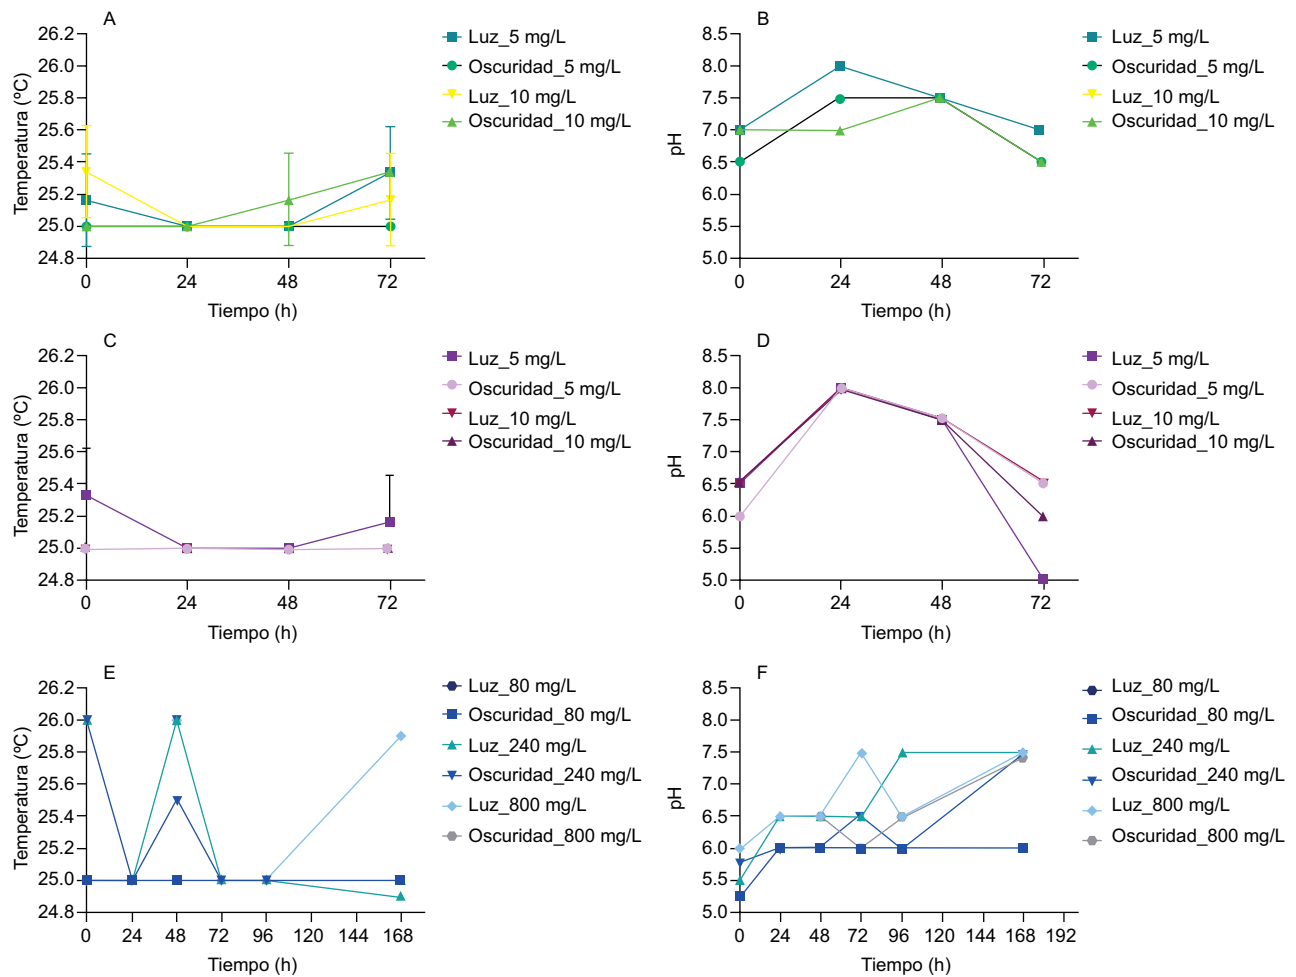 A
Temperatura (ºC)
26.2
26.0
25.8
25.6
25.4
25.2
25.0
24.8
0 24 48 72
Tiempo (h)
Luz_5 mg/L
Oscuridad_5 mg/L
Luz_10 mg/L
Oscuridad_10 mg/L
B
pH
8.5
8.0
7.5
7.0
6.5
6.0
5.5
5.0
0 24 48 72
Tiempo (h)
Luz_5 mg/L
Oscuridad_5 mg/L
Luz_10 mg/L
Oscuridad_10 mg/L
C
Temperatura (ºC)
26.2
26.0
25.8
25.6
25.4
25.2
25.0
24.8
0 24 48 72
Tiempo (h)
Luz_5 mg/L
Oscuridad_5 mg/L
Luz_10 mg/L
Oscuridad_10 mg/L
D
pH
8.5
8.0
7.5
7.0
6.5
6.0
5.5
5.0
0 24 48 72
Tiempo (h)
Luz_5 mg/L
Oscuridad_5 mg/L
Luz_10 mg/L
Oscuridad_10 mg/L
E
Temperatura (ºC)
26.2
26.0
25.8
25.6
25.4
25.2
25.0
24.8
0 24 48 72 96 120 144 168
Tiempo (h)
Luz_80 mg/L
Oscuridad_80 mg/L
Luz_240 mg/L
Oscuridad_240 mg/L
Luz_800 mg/L
Oscuridad_800 mg/L
F
pH
8.5
8.0
7.5
7.0
6.5
6.0
5.5
5.0
0 24 48 72 96 120 144 168 192
Tiempo (h)
Luz_80 mg/L
Oscuridad_80 mg/L
Luz_240 mg/L
Oscuridad_240 mg/L
Luz_800 mg/L
Oscuridad_800 mg/L